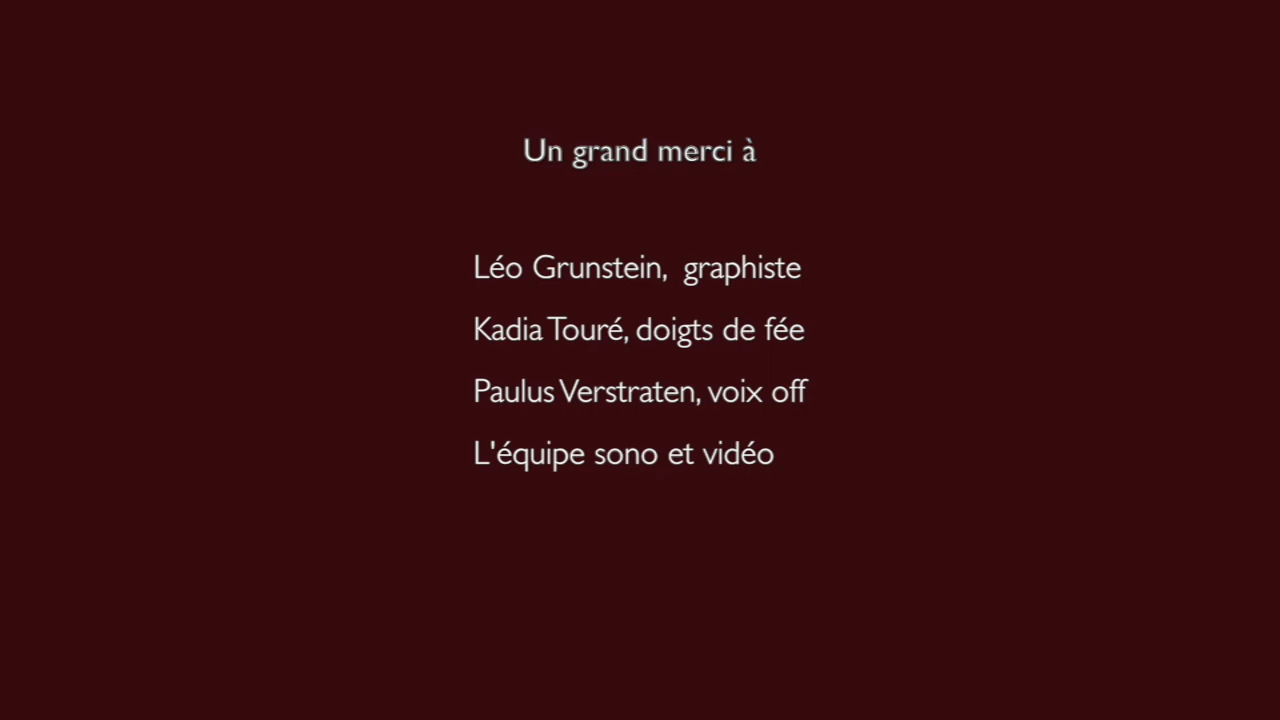 Un grand merci à
Léo Grunstein, graphiste
Kadia Touré, doigts de fée
Paulus Verstraten, voix off
L'équipe sono et vidéo